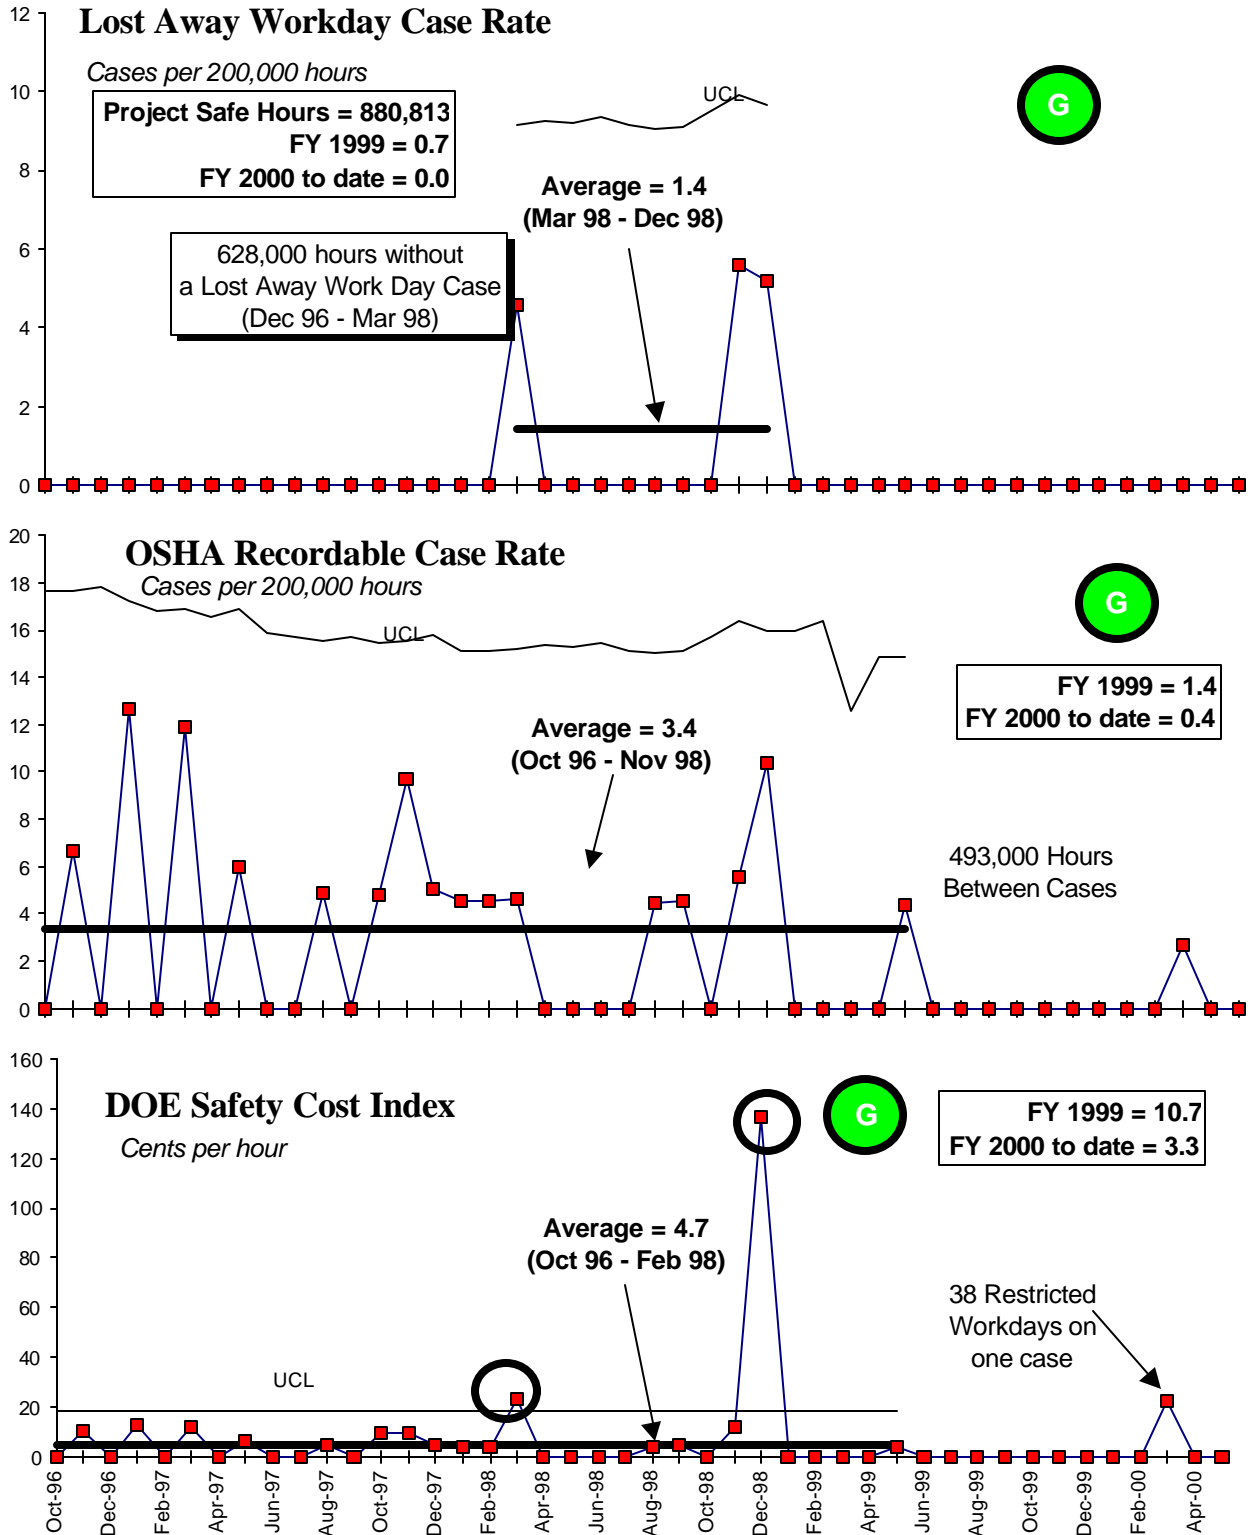 Lost Away Workday Case Rate
Cases per 200,000 hours
Project Safe Hours = 880,813
FY 1999 = 0.7
FY 2000 to date = 0.0
628,000 hours without
a Lost Away Work Day Case
(Dec 96 - Mar 98)
UCL
Average = 1.4
(Mar 98 - Dec 98)
G
12
10
8
6
4
2
0
OSHA Recordable Case Rate
Cases per 200,000 hours
UCL
Average = 3.4
(Oct 96 - Nov 98)
G
FY 1999 = 1.4
FY 2000 to date = 0.4
493,000 Hours
Between Cases
20
18
16
14
12
10
8
6
4
2
0
DOE Safety Cost Index
Cents per hour
UCL
Average = 4.7
(Oct 96 - Feb 98)
G
FY 1999 = 10.7
FY 2000 to date = 3.3
38 Restricted
Workdays on
one case
160
140
120
100
80
60
40
20
0
Oct-96
Dec-96
Feb-97
Apr-97
Jun-97
Aug-97
Oct-97
Dec-97
Feb-98
Apr-98
Jun-98
Aug-98
Oct-98
Dec-98
Feb-99
Apr-99
Jun-99
Aug-99
Oct-99
Dec-99
Feb-00
Apr-00